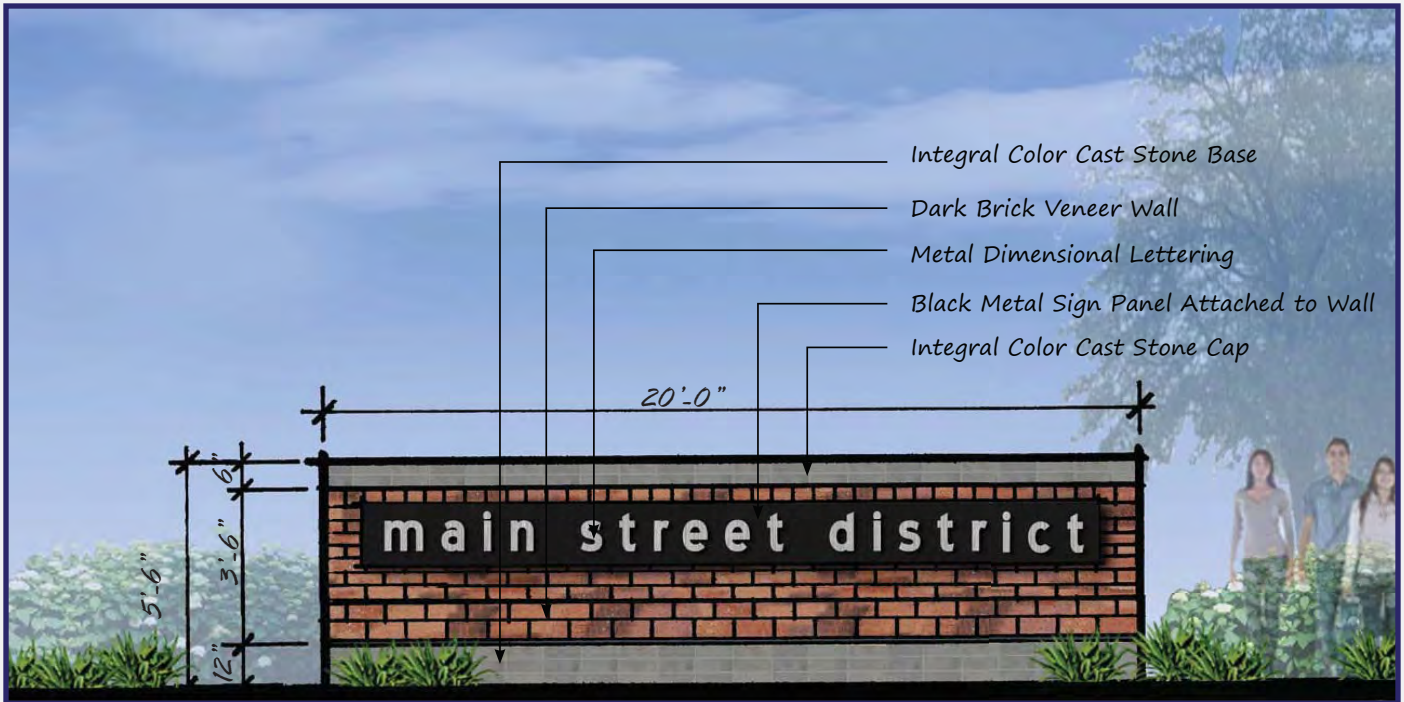 Integral Color Cast Stone Base
Dark Brick Veneer Wall
Metal Dimensional Lettering
Black Metal Sign Panel Attached to Wall
Integral Color Cast Stone Cap
20'-0"
6"
3'-6"
5'-6"
12"
main street district